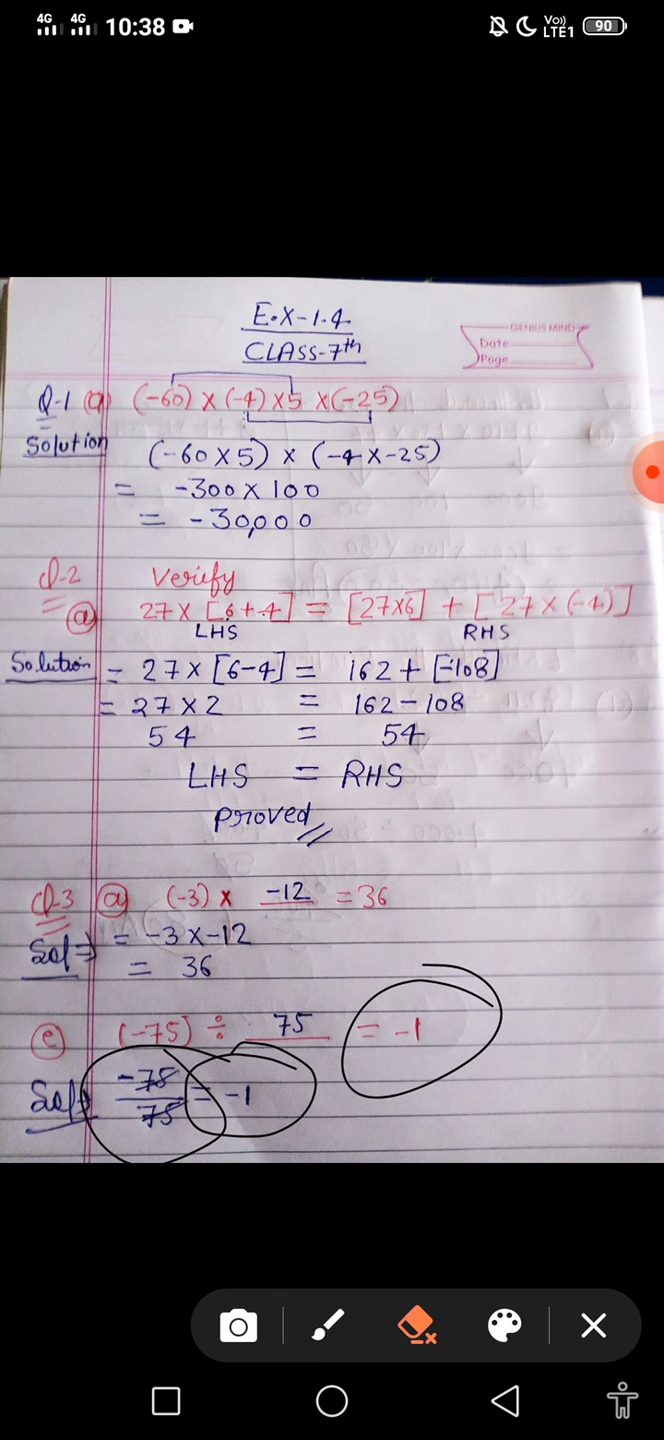 4G 4G 10:38 Vo)) LTE1 90
E.X-1.4
CLASS-7th
GENIUS MIND
Date
Page
Q-1 (a) (-60) × (-4) × 5 × (-25)
Solution (-60 × 5) × (-4 × -25)
= -300 × 100
= -30,000
Q-2 Verify
(a) 27 × [6 + 4] = [27×6] + [27 × (-4)]
LHS RHS
Solution = 27 × [6-4] = 162 + [-108]
= 27 × 2 = 162 - 108
54 = 54
LHS = RHS
proved
Q-3 (a) (-3) × -12 = 36
Sol ⇒ = -3 × -12
= 36
(e) (-75) ÷ 75 = -1
Sol ⇒ -75/75 = -1